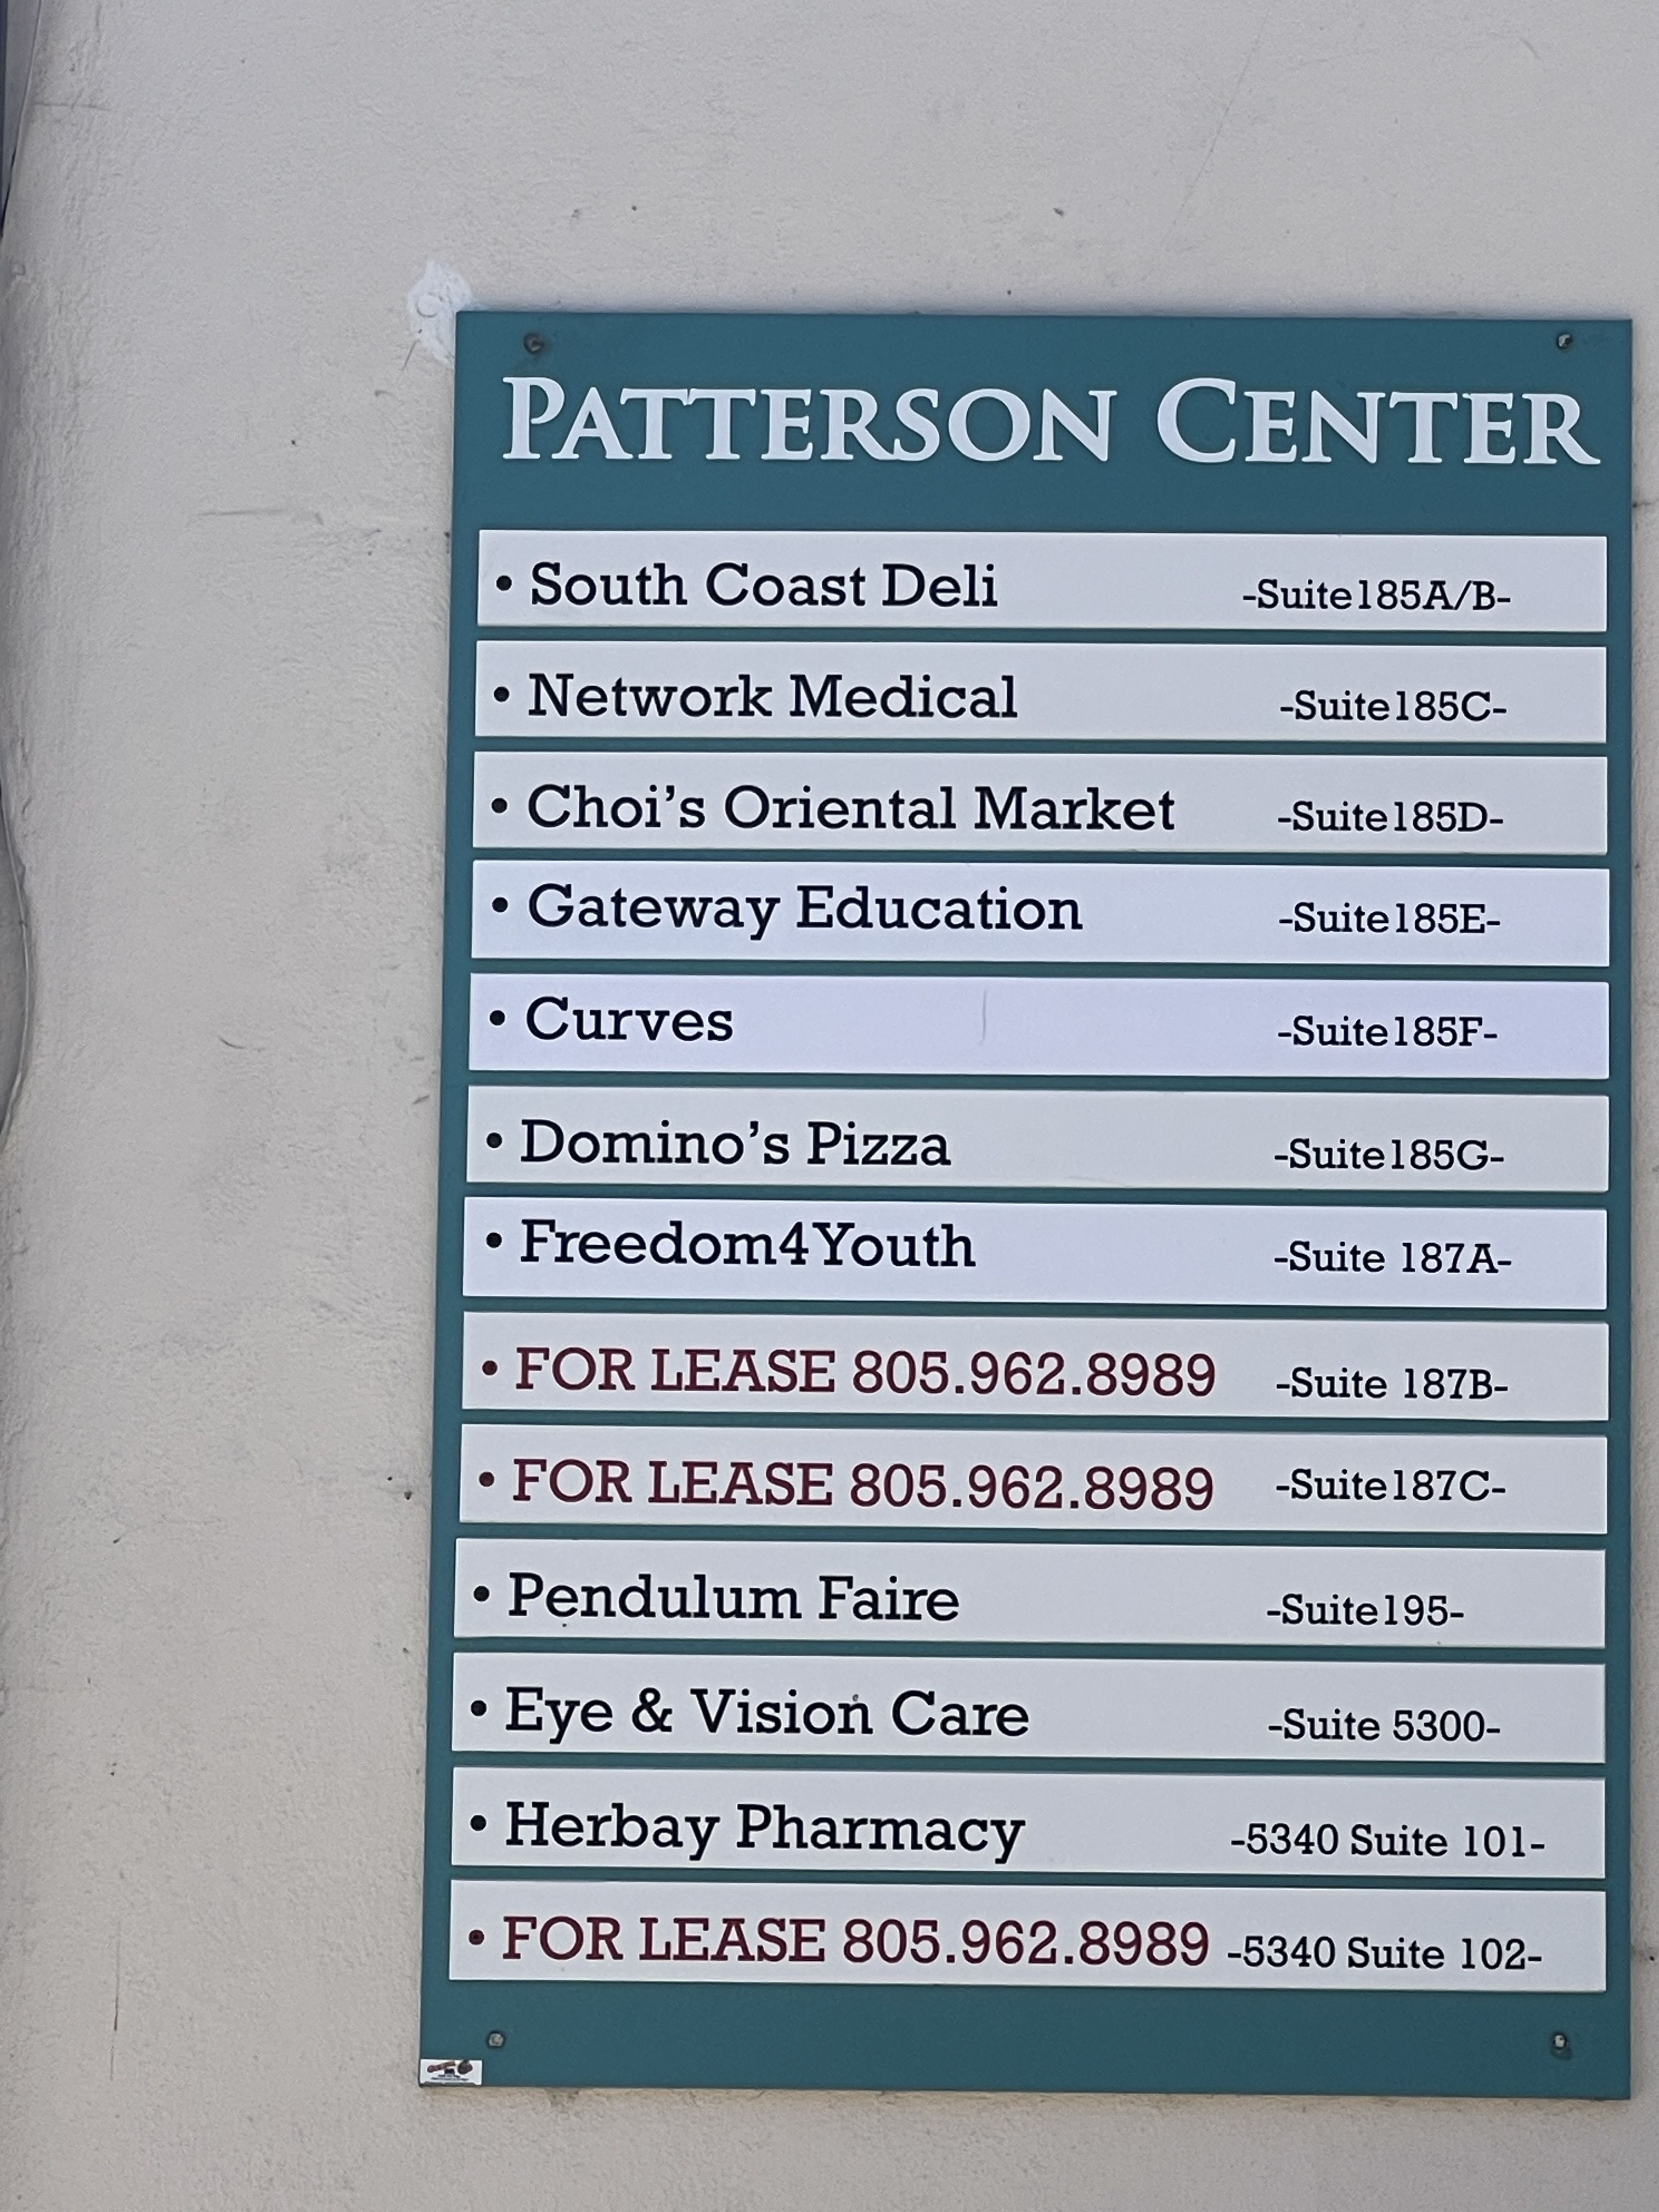 PATTERSON CENTER
• South Coast Deli -Suite185A/B-
• Network Medical -Suite185C-
• Choi's Oriental Market -Suite185D-
• Gateway Education -Suite185E-
• Curves -Suite185F-
• Domino's Pizza -Suite185G-
• Freedom4Youth -Suite 187A-
• FOR LEASE 805.962.8989 -Suite 187B-
• FOR LEASE 805.962.8989 -Suite187C-
• Pendulum Faire -Suite195-
• Eye & Vision Care -Suite 5300-
• Herbay Pharmacy -5340 Suite 101-
• FOR LEASE 805.962.8989 -5340 Suite 102-